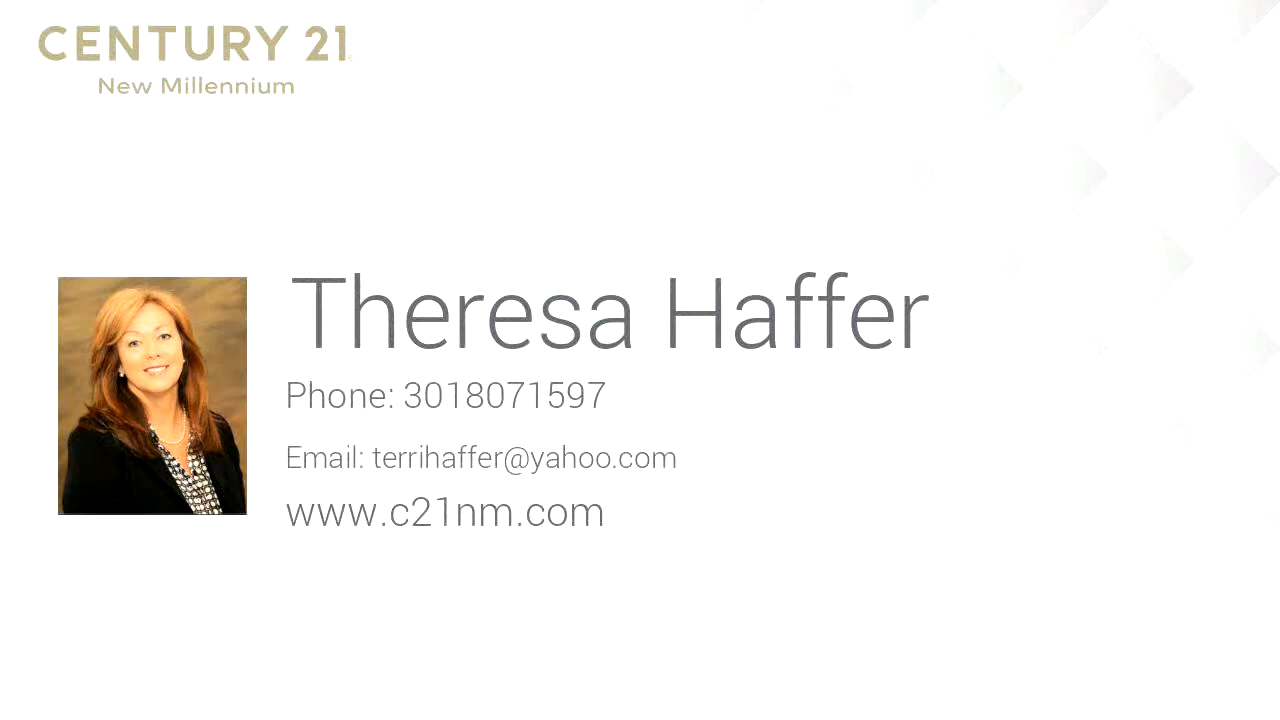 CENTURY 21
New Millennium
Theresa Haffer
Phone: 3018071597
Email: terrihaffer@yahoo.com
www.c21nm.com